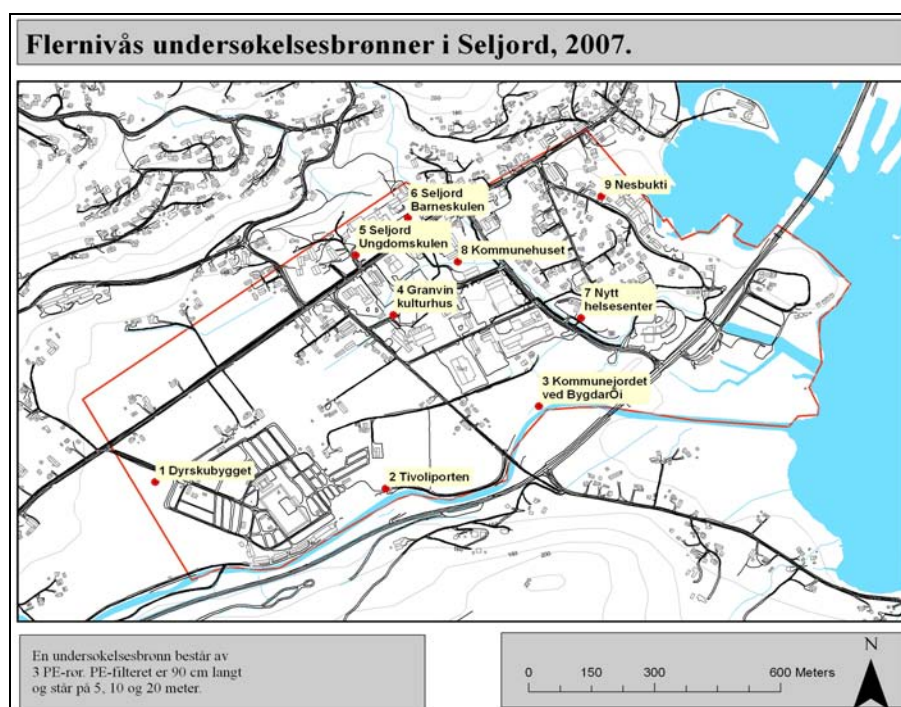 Flernivås undersøkelsesbrønner i Seljord, 2007.
9 Nesbukti
6 Seljord
Barneskulen
5 Seljord
Ungdomskulen
8 Kommunehuset
4 Granvin
kulturhus
7 Nytt
helsesenter
3 Kommunejordet
ved BygdarÕi
1 Dyrskubygget
2 Tivoliporten
En undersøkelsesbrønn består av
3 PE-rør. PE-filteret er 90 cm langt
og står på 5, 10 og 20 meter.
N
0 150 300 600 Meters